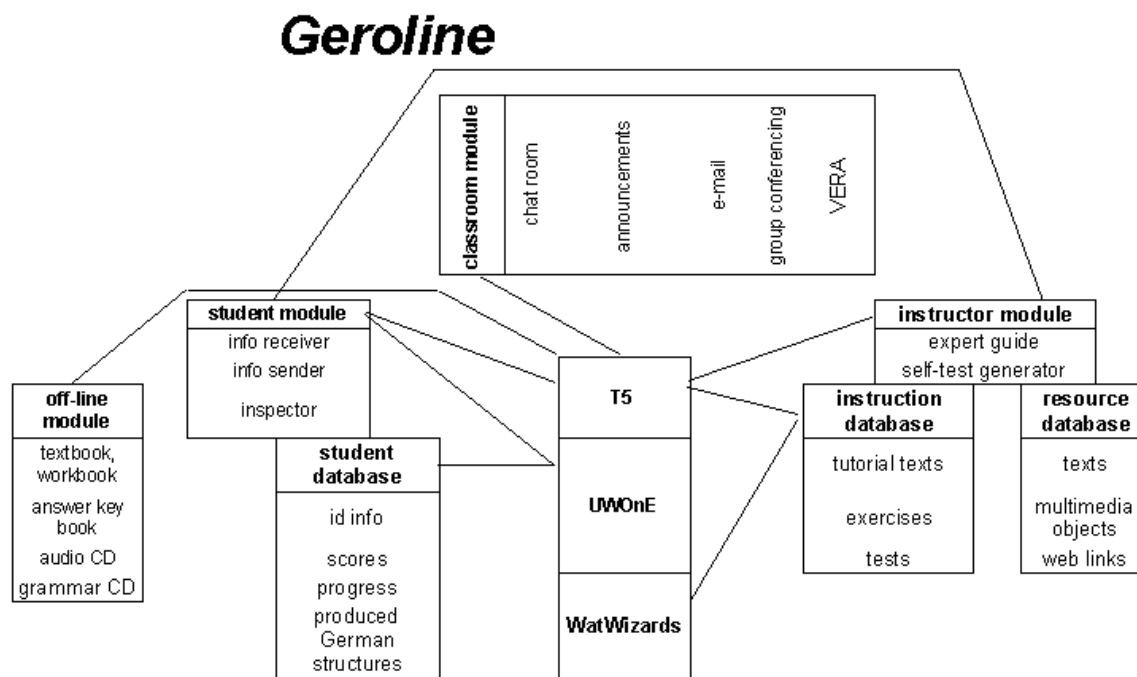 Geroline
classroom module
chat room
announcements
e-mail
group conferencing
VERA
student module
info receiver
info sender
inspector
instructor module
expert guide
self-test generator
off-line
module
textbook,
workbook
answer key
book
audio CD
grammar CD
student
database
id info
scores
progress
produced
German
structures
T5
UWOnE
WatWizards
instruction
database
tutorial texts
exercises
tests
resource
database
texts
multimedia
objects
web links